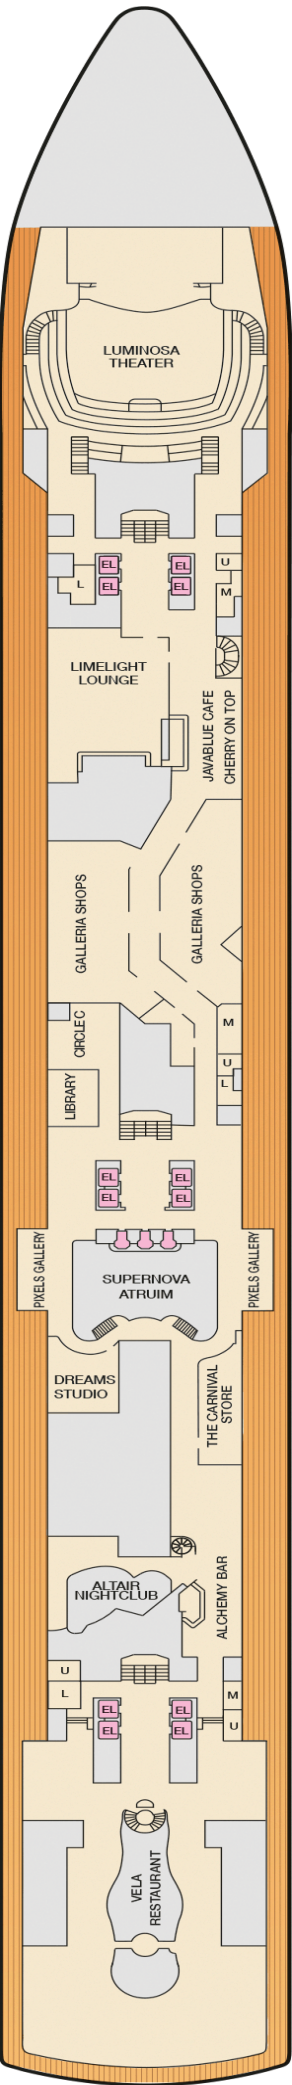 LUMINOSA
THEATER
EL
EL
EL
EL
U
L
M
LIMELIGHT
LOUNGE
JAVABLUE CAFE
CHERRY ON TOP
GALLERIA SHOPS
GALLERIA SHOPS
CIRCLE C
M
U
L
LIBRARY
EL
EL
EL
EL
PIXELS GALLERY
PIXELS GALLERY
SUPERNOVA
ATRUIM
DREAMS
STUDIO
THE CARNIVAL
STORE
ALTAIR
NIGHTCLUB
ALCHEMY BAR
U
L
M
U
EL
EL
EL
EL
VELA
RESTAURANT